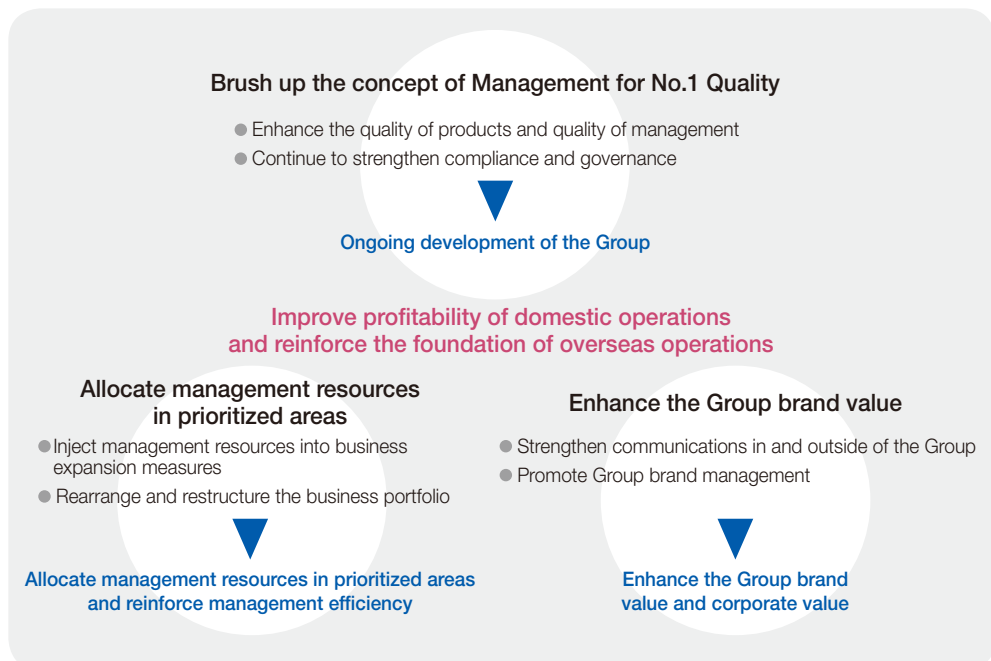 Brush up the concept of Management for No.1 Quality
● Enhance the quality of products and quality of management
● Continue to strengthen compliance and governance
Ongoing development of the Group
Improve profitability of domestic operations
and reinforce the foundation of overseas operations
Allocate management resources
in prioritized areas
● Inject management resources into business
expansion measures
● Rearrange and restructure the business portfolio
Allocate management resources in prioritized areas
and reinforce management efficiency
Enhance the Group brand value
● Strengthen communications in and outside of the Group
● Promote Group brand management
Enhance the Group brand
value and corporate value